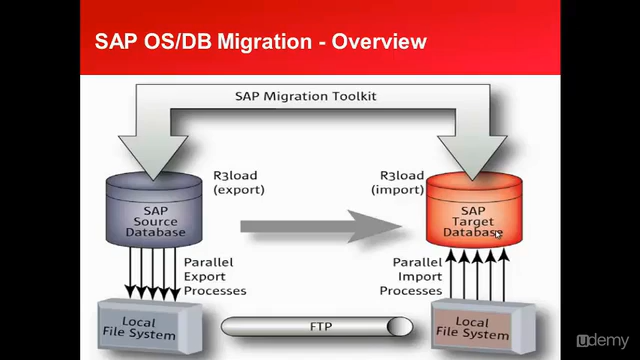 SAP OS/DB Migration - Overview
SAP Migration Toolkit
R3load
(export)
R3load
(import)
SAP
Source
Database
SAP
Target
Database
Parallel
Export
Processes
Parallel
Import
Processes
Local
File System
FTP
Local
File System
udemy